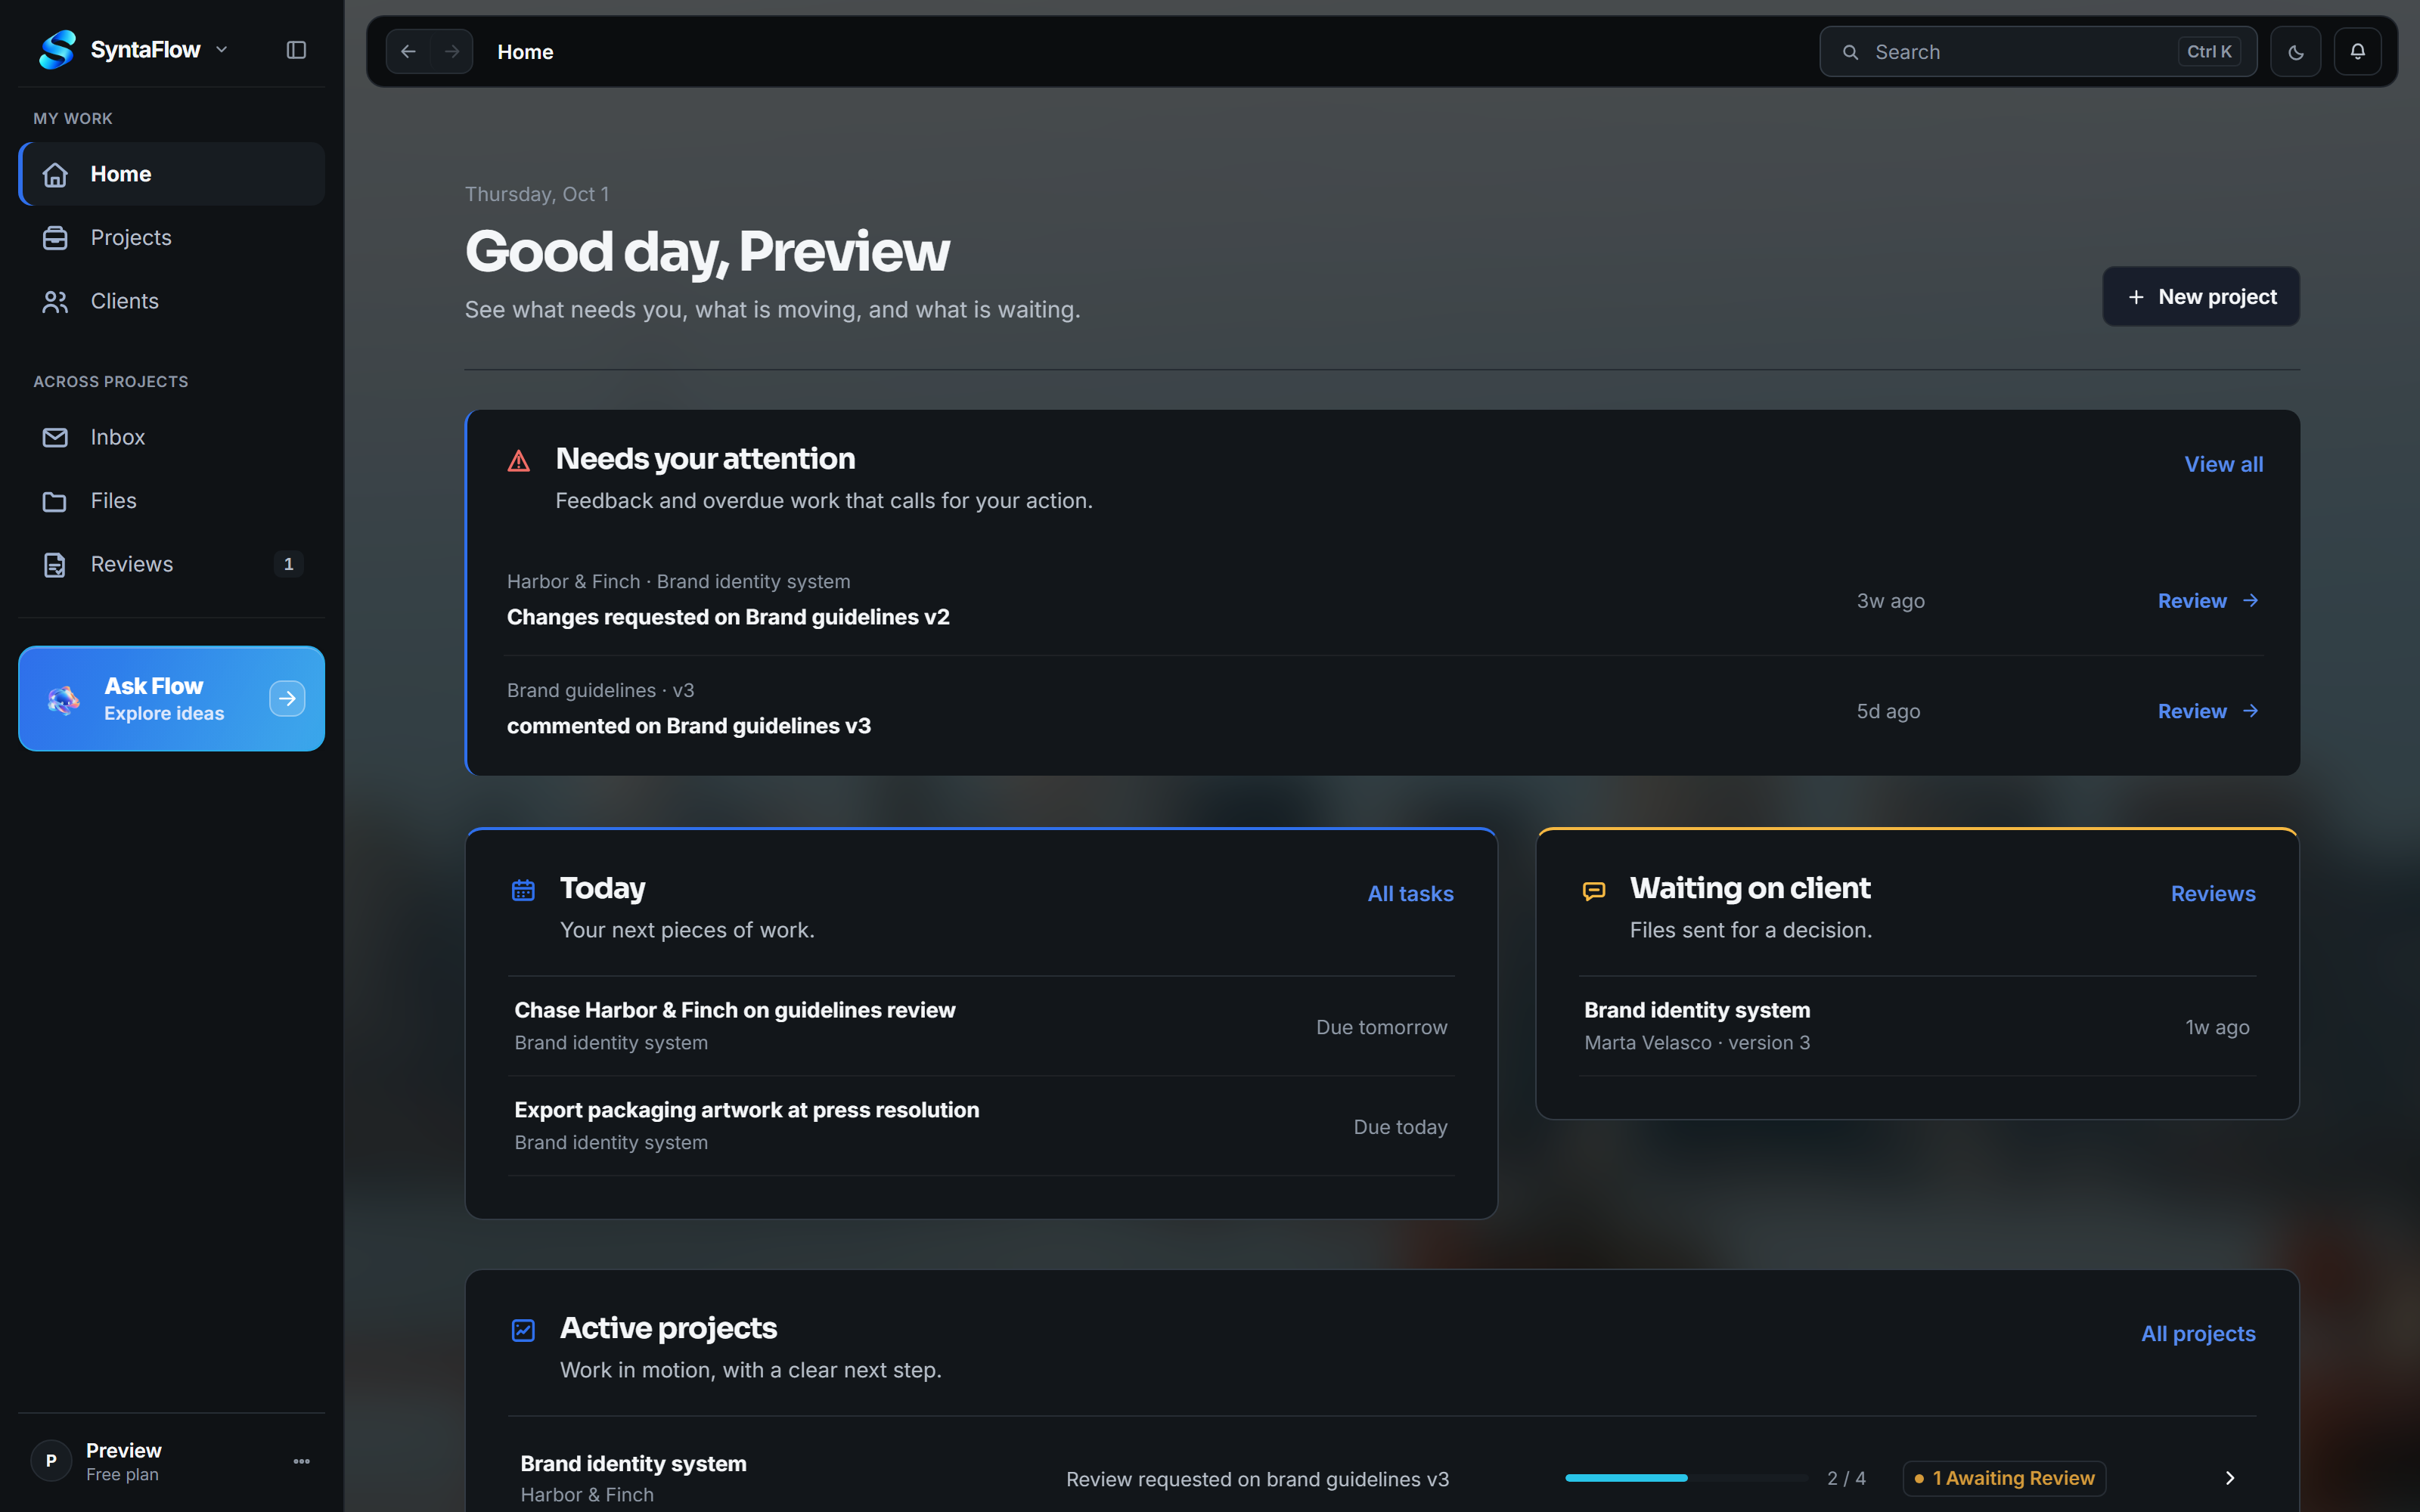 SyntaFlow
MY WORK
Home
Projects
Clients
ACROSS PROJECTS
Inbox
Files
Reviews
1
Ask Flow
Explore ideas
P
Preview
Free plan
Home
Search
Ctrl K
Thursday, Oct 1
Good day, Preview
See what needs you, what is moving, and what is waiting.
New project
Needs your attention
View all
Feedback and overdue work that calls for your action.
Harbor & Finch · Brand identity system
Changes requested on Brand guidelines v2
3w ago
Review
Brand guidelines · v3
commented on Brand guidelines v3
5d ago
Review
Today
All tasks
Your next pieces of work.
Chase Harbor & Finch on guidelines review
Brand identity system
Due tomorrow
Export packaging artwork at press resolution
Brand identity system
Due today
Waiting on client
Reviews
Files sent for a decision.
Brand identity system
Marta Velasco · version 3
1w ago
Active projects
All projects
Work in motion, with a clear next step.
Brand identity system
Harbor & Finch
Review requested on brand guidelines v3
2 / 4
1 Awaiting Review